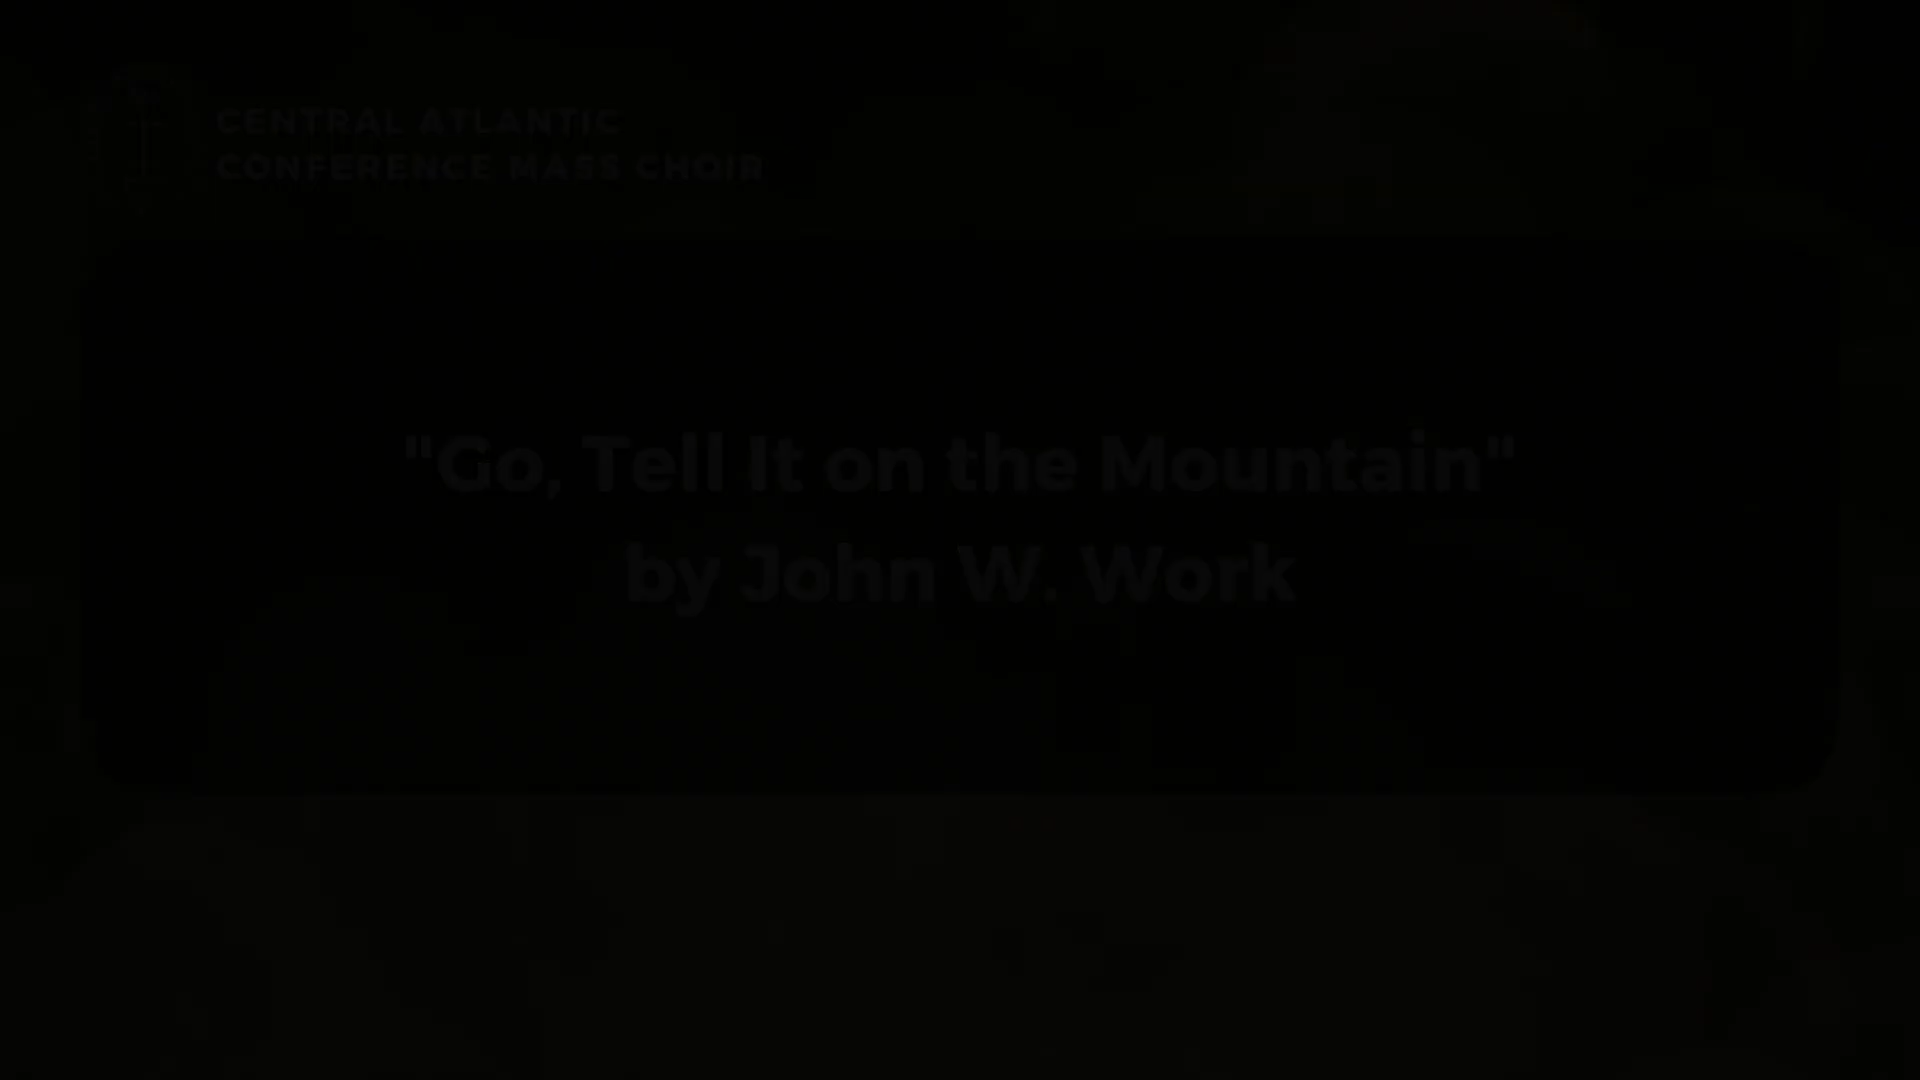 CENTRAL ATLANTIC
CONFERENCE MASS CHOIR
"Go, Tell It on the Mountain"
by John W. Work